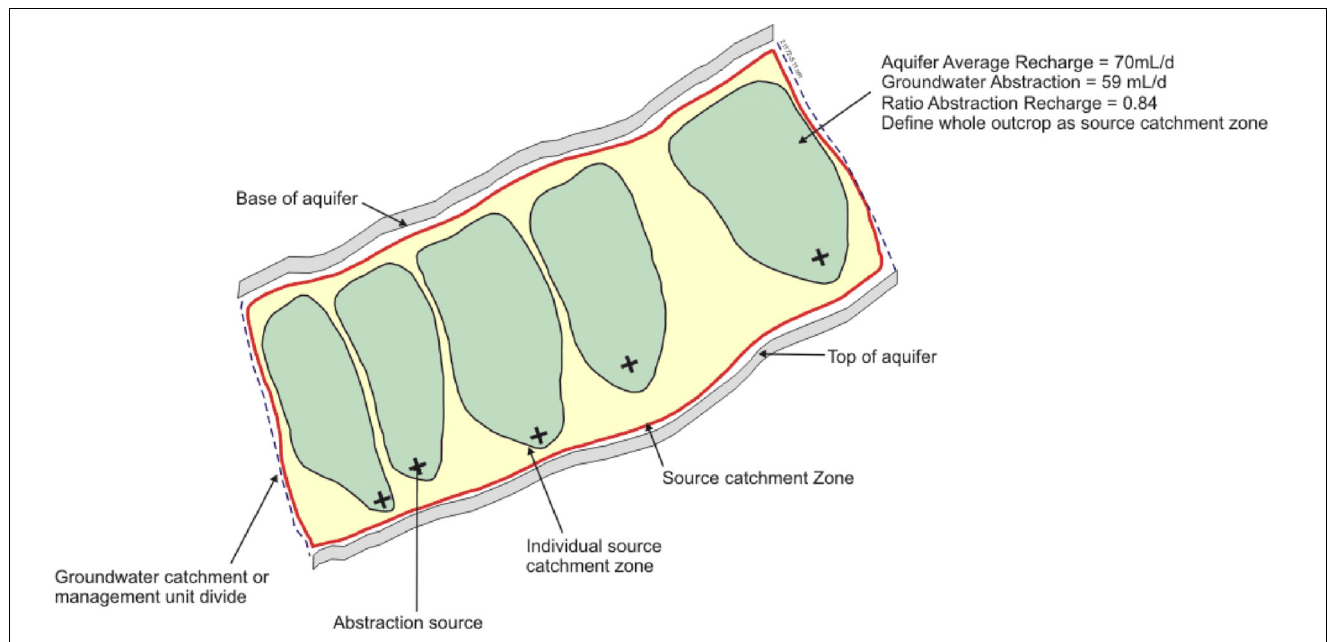 Aquifer Average Recharge = 70mL/d
Groundwater Abstraction = 59 mL/d
Ratio Abstraction Recharge = 0.84
Define whole outcrop as source catchment zone
Base of aquifer
Top of aquifer
Source catchment Zone
Individual source
catchment zone
Groundwater catchment or
management unit divide
Abstraction source